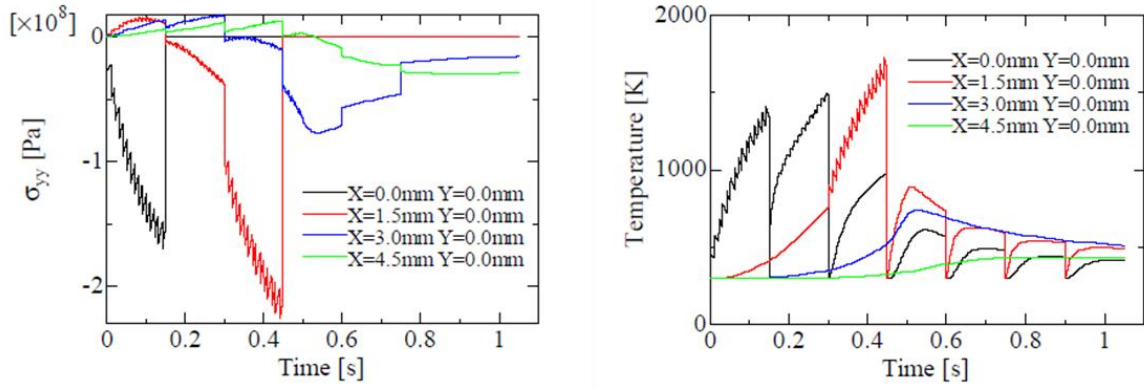 [×10⁸]
0
-1
-2
σyy [Pa]
X=0.0mm Y=0.0mm
X=1.5mm Y=0.0mm
X=3.0mm Y=0.0mm
X=4.5mm Y=0.0mm
0 0.2 0.4 0.6 0.8 1
Time [s]
2000
1000
0
Temperature [K]
X=0.0mm Y=0.0mm
X=1.5mm Y=0.0mm
X=3.0mm Y=0.0mm
X=4.5mm Y=0.0mm
0 0.2 0.4 0.6 0.8 1
Time [s]